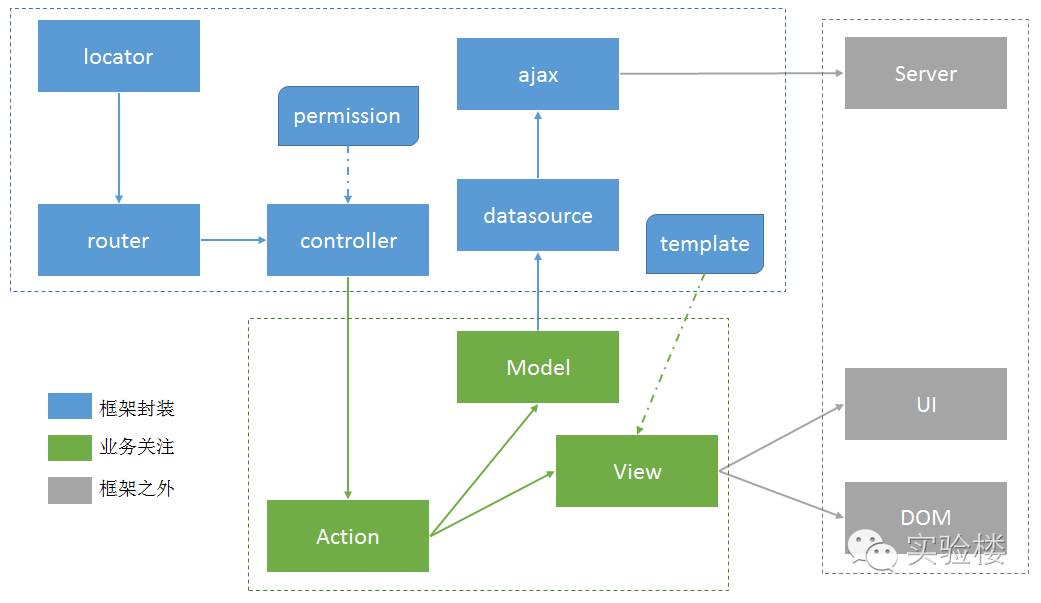 locator
ajax
Server
permission
datasource
router
controller
template
Model
UI
框架封装
业务关注
View
框架之外
DOM
Action
实验楼